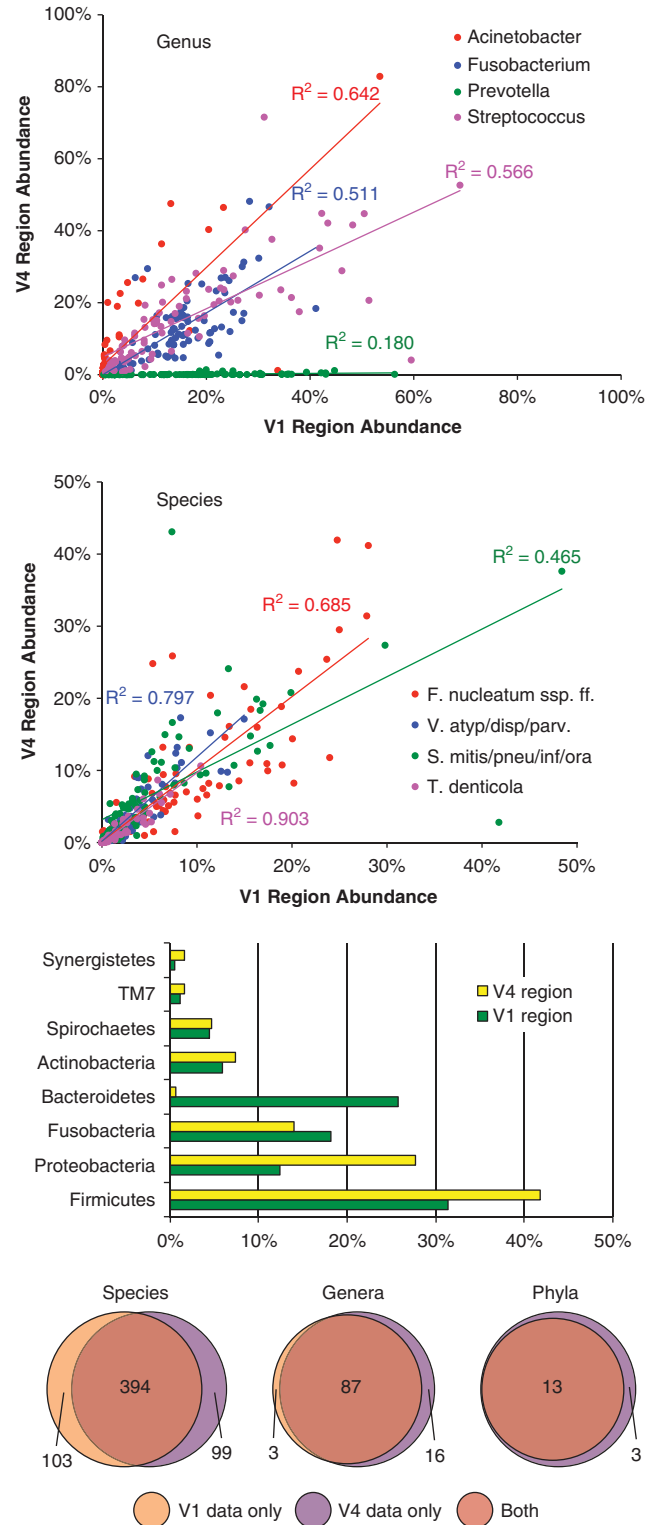 Genus
Acinetobacter
Fusobacterium
Prevotella
Streptococcus
R² = 0.642
R² = 0.511
R² = 0.566
R² = 0.180
100%
80%
60%
40%
20%
0%
V4 Region Abundance
0% 20% 40% 60% 80% 100%
V1 Region Abundance
Species
R² = 0.465
R² = 0.685
R² = 0.797
R² = 0.903
F. nucleatum ssp. ff.
V. atyp/disp/parv.
S. mitis/pneu/inf/ora
T. denticola
50%
40%
30%
20%
10%
0%
V4 Region Abundance
0% 10% 20% 30% 40% 50%
V1 Region Abundance
Synergistetes
TM7
Spirochaetes
Actinobacteria
Bacteroidetes
Fusobacteria
Proteobacteria
Firmicutes
V4 region
V1 region
0% 10% 20% 30% 40% 50%
Species
394
103
99
Genera
87
3
16
Phyla
13
3
V1 data only
V4 data only
Both